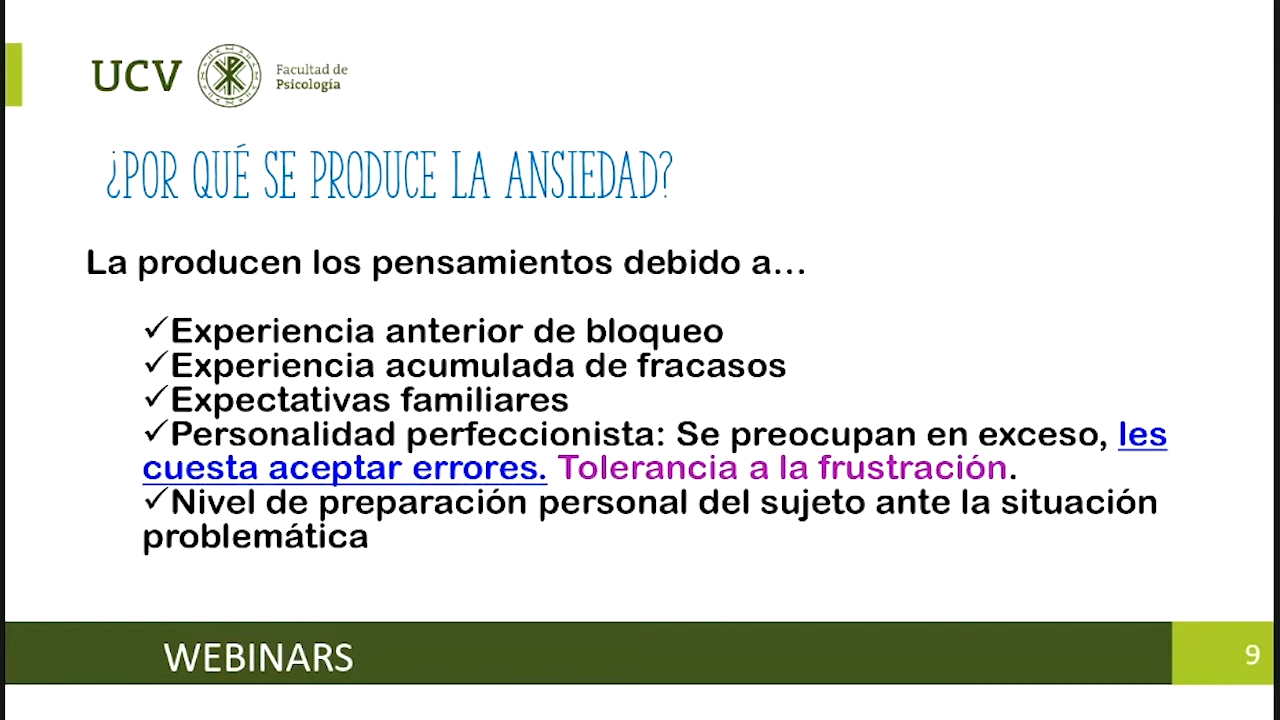 UCV
Facultad de
Psicología
¿POR QUÉ SE PRODUCE LA ANSIEDAD?
La producen los pensamientos debido a...
✓Experiencia anterior de bloqueo
✓Experiencia acumulada de fracasos
✓Expectativas familiares
✓Personalidad perfeccionista: Se preocupan en exceso, les
cuesta aceptar errores. Tolerancia a la frustración.
✓Nivel de preparación personal del sujeto ante la situación
problemática
WEBINARS
9